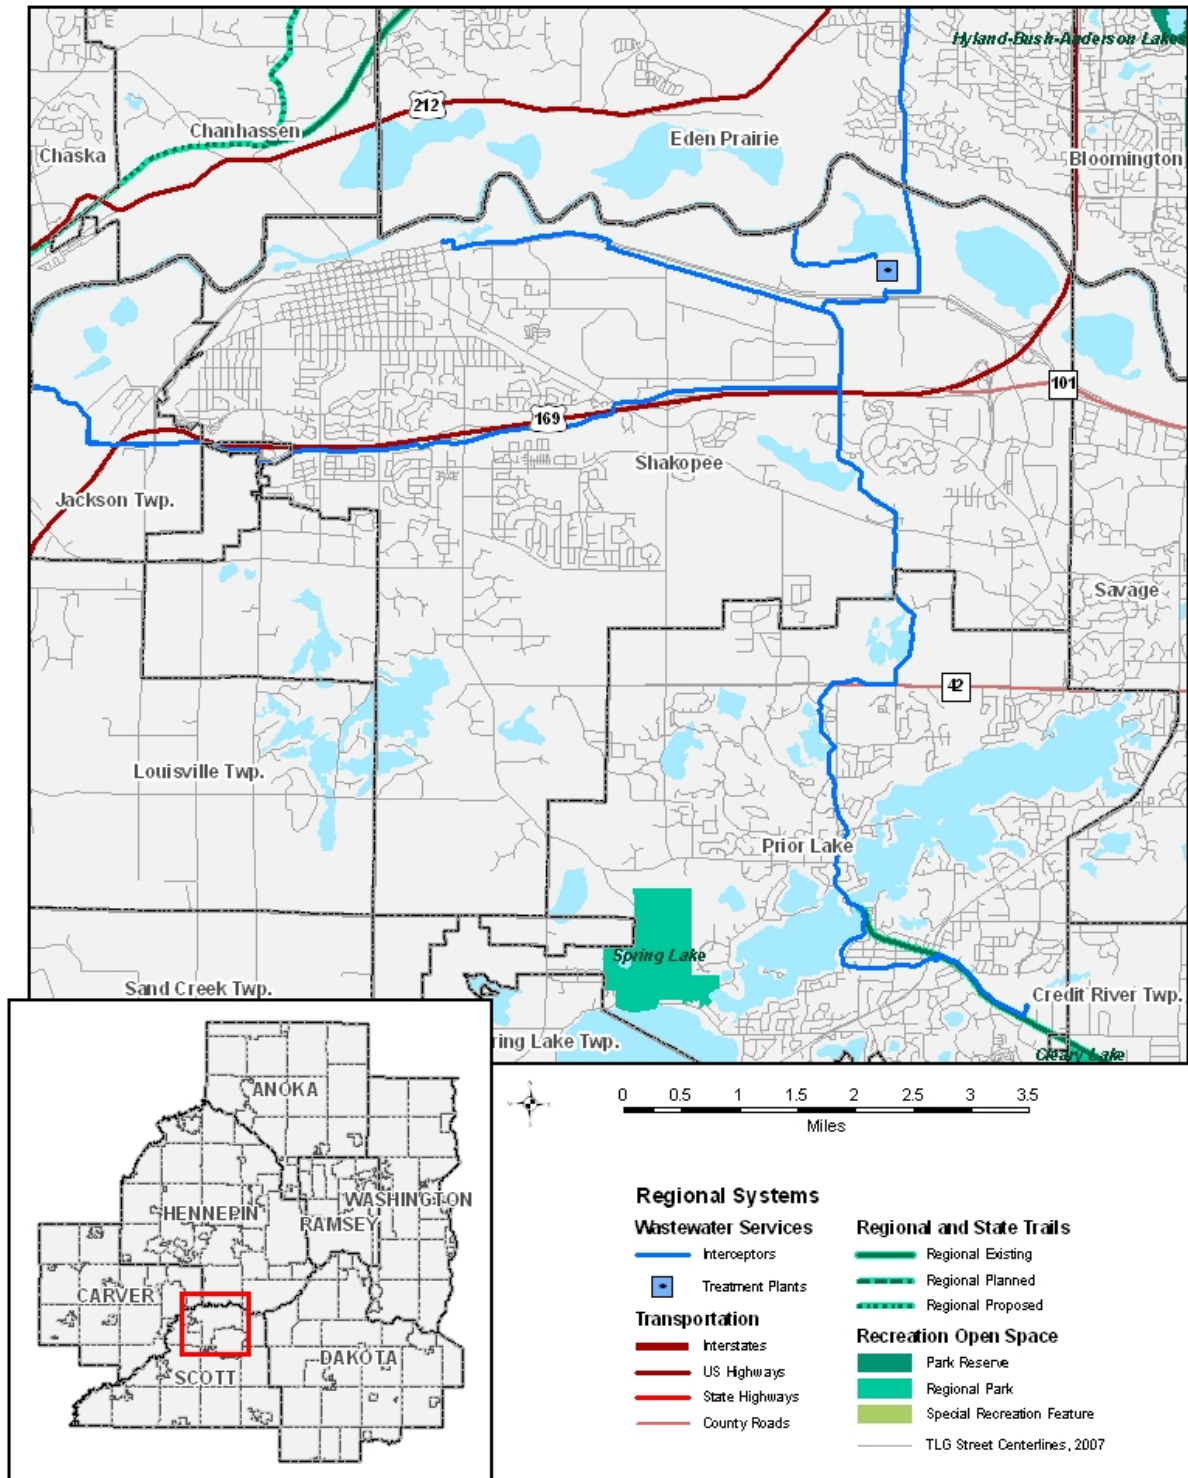 Hyland-Bush-Anderson Lakes
212
Chanhassen
Eden Prairie
Chaska
Bloomington
101
169
Shakopee
Jackson Twp.
Savage
42
Louisville Twp.
Prior Lake
Spring Lake
Sand Creek Twp.
Credit River Twp.
ring Lake Twp.
Cleary Lake
ANOKA
HENNEPIN
WASHINGTON
RAMSEY
CARVER
DAKOTA
SCOTT
0 0.5 1 1.5 2 2.5 3 3.5
Miles
Regional Systems
Wastewater Services
Interceptors
Treatment Plants
Transportation
Interstates
US Highways
State Highways
County Roads
Regional and State Trails
Regional Existing
Regional Planned
Regional Proposed
Recreation Open Space
Park Reserve
Regional Park
Special Recreation Feature
TLG Street Centerlines, 2007